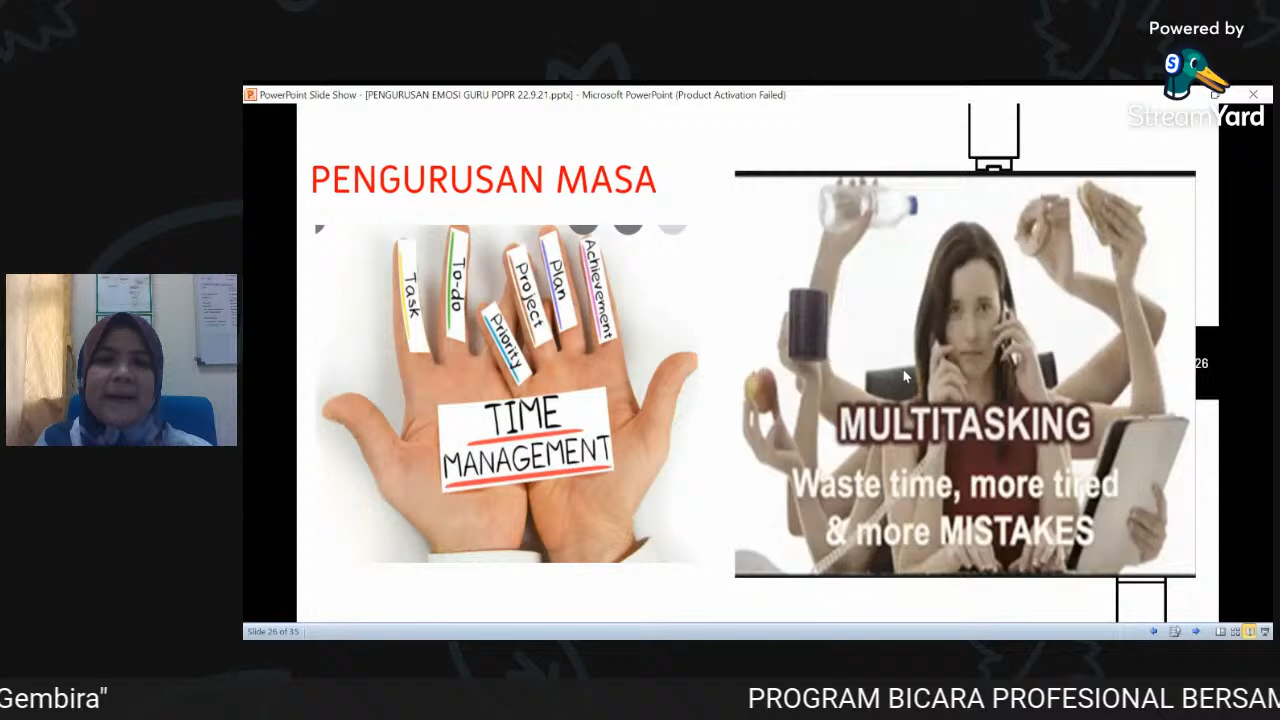 Powered by
StreamYard
PowerPoint Slide Show - [PENGURUSAN EMOSI GURU PDPR 22.9.21.pptx] - Microsoft PowerPoint (Product Activation Failed)
PENGURUSAN MASA
Task
To-do
Priority
Project
Plan
Achievement
TIME
MANAGEMENT
MULTITASKING
Waste time, more tired
& more MISTAKES
26
Slide 26 of 35
Gembira" PROGRAM BICARA PROFESIONAL BERSAM